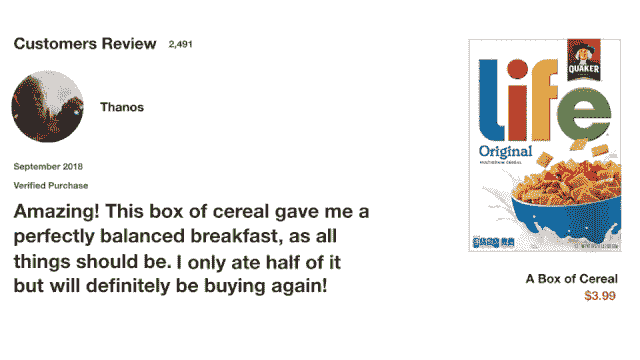 Customers Review 2,491
Thanos
September 2018
Verified Purchase
Amazing! This box of cereal gave me a
perfectly balanced breakfast, as all
things should be. I only ate half of it
but will definitely be buying again!
QUAKER
life
Original
MULTIGRAIN CEREAL
A Box of Cereal
$3.99